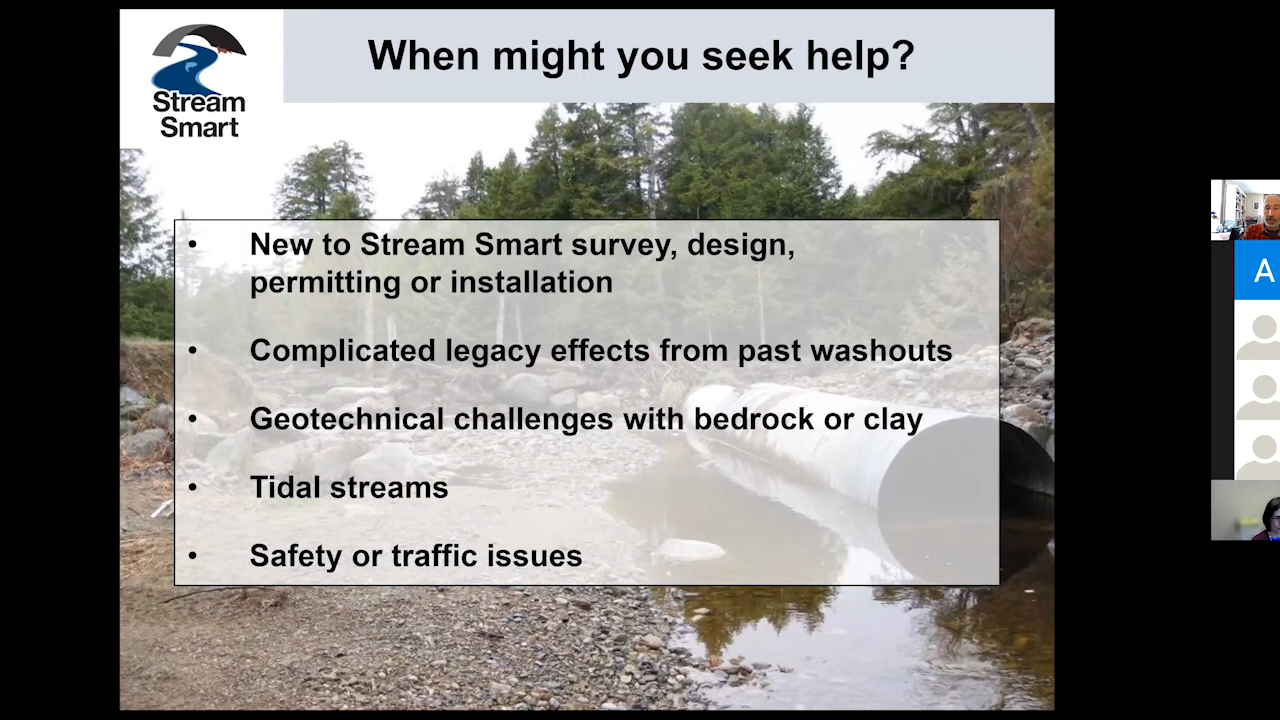 Stream
Smart
When might you seek help?
• New to Stream Smart survey, design,
permitting or installation
• Complicated legacy effects from past washouts
• Geotechnical challenges with bedrock or clay
• Tidal streams
• Safety or traffic issues
A